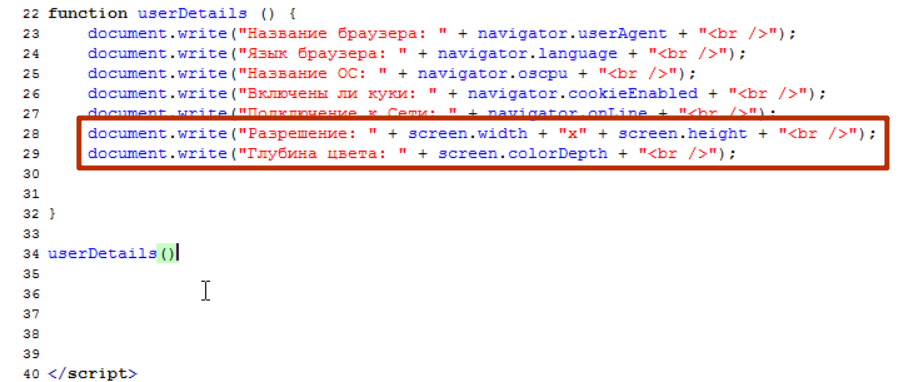 22 function userDetails () {
23 document.write("Название браузера: " + navigator.userAgent + "<br />");
24 document.write("Язык браузера: " + navigator.language + "<br />");
25 document.write("Название ОС: " + navigator.oscpu + "<br />");
26 document.write("Включены ли куки: " + navigator.cookieEnabled + "<br />");
27 document.write("Подключение к Сети: " + navigator.onLine + "<br />");
28 document.write("Разрешение: " + screen.width + "x" + screen.height + "<br />");
29 document.write("Глубина цвета: " + screen.colorDepth + "<br />");
30
31
32 }
33
34 userDetails()
35
36
37
38
39
40 </script>